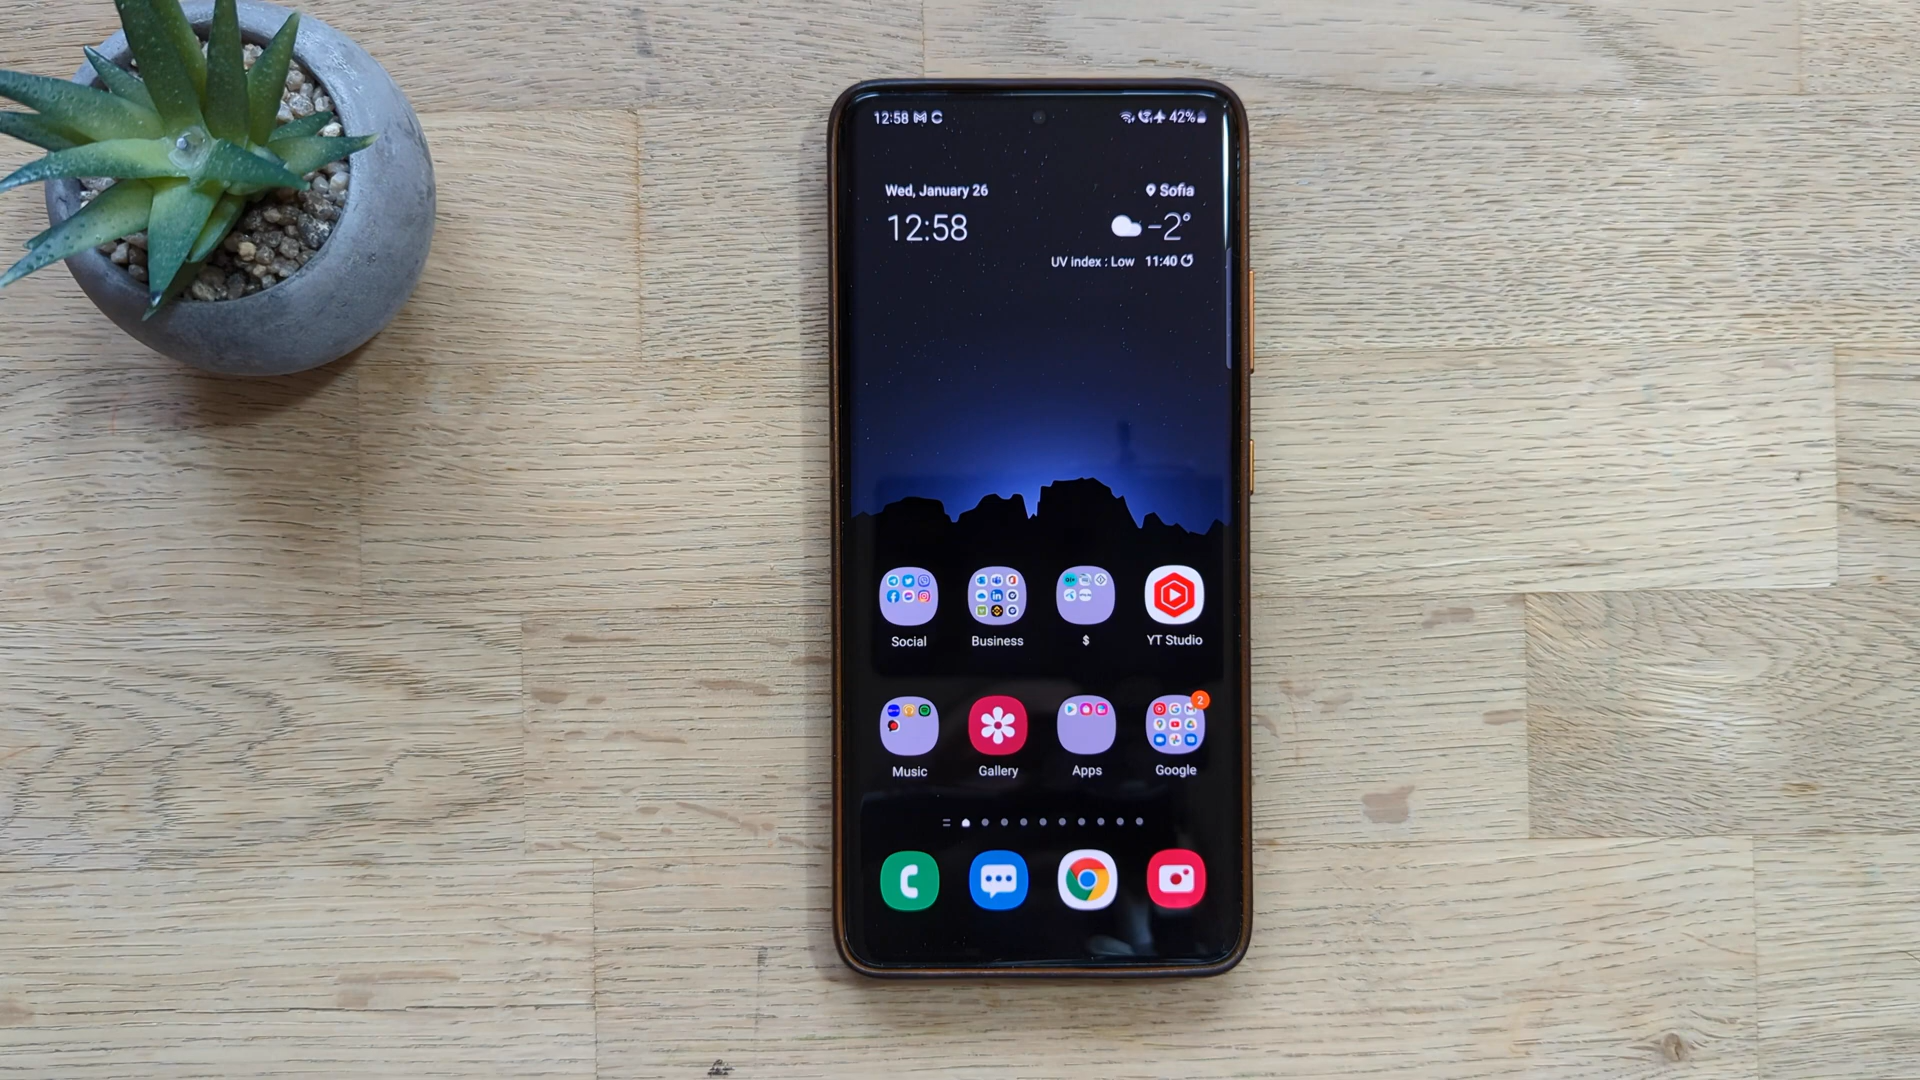 12:58
42%
Wed, January 26
Sofia
12:58
-2°
UV index : Low 11:40
Social
Business
$
YT Studio
2
Music
Gallery
Apps
Google